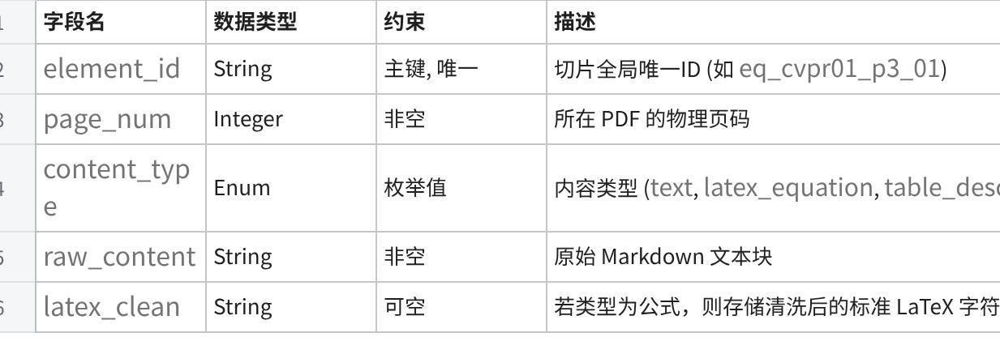 1 字段名 数据类型 约束 描述
2 element_id String 主键, 唯一 切片全局唯一ID (如 eq_cvpr01_p3_01)
3 page_num Integer 非空 所在 PDF 的物理页码
4 content_typ Enum 枚举值 内容类型 (text, latex_equation, table_desc
e
5 raw_content String 非空 原始 Markdown 文本块
6 latex_clean String 可空 若类型为公式，则存储清洗后的标准 LaTeX 字符